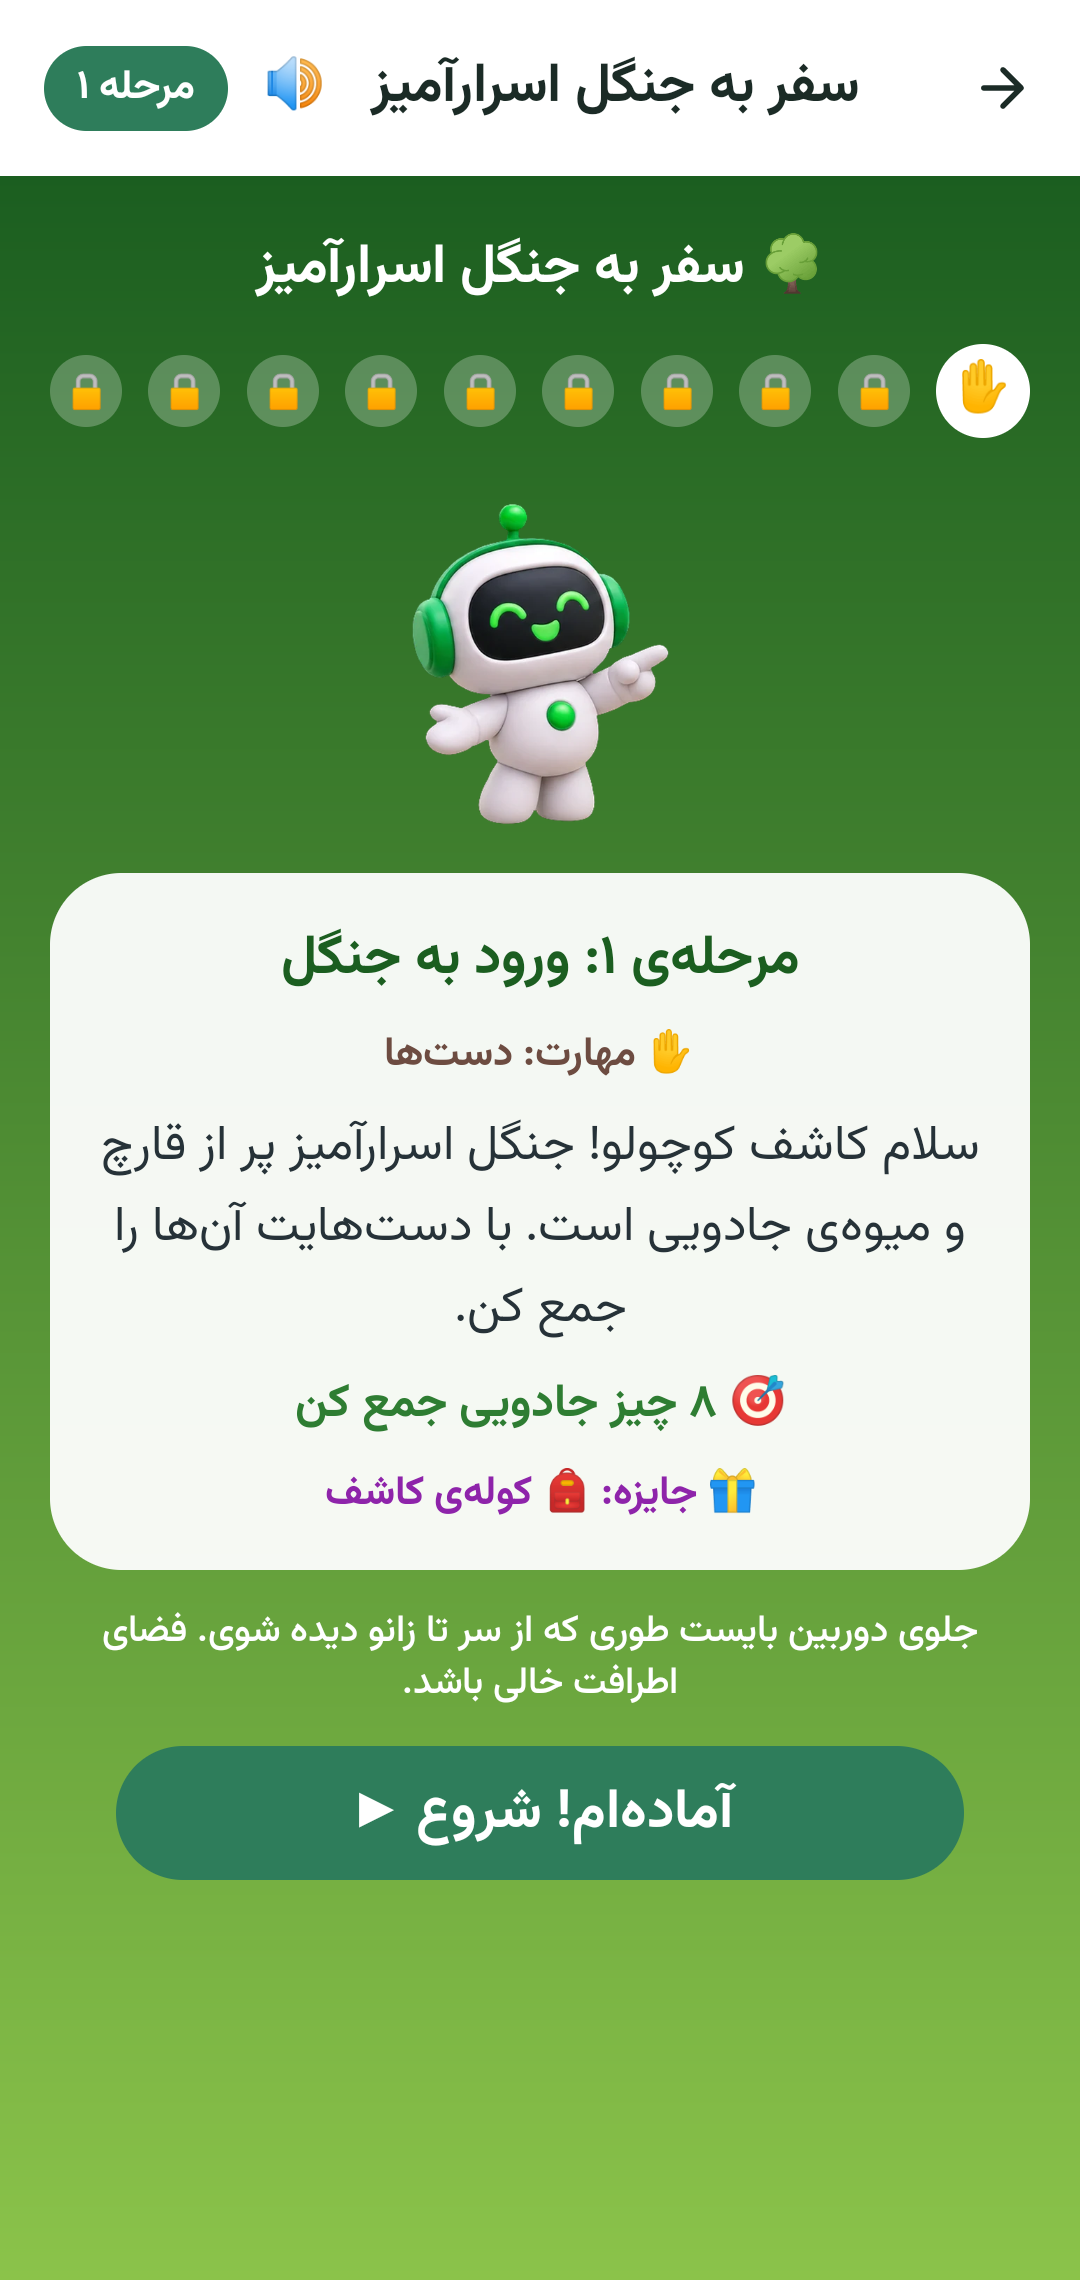 سفر به جنگل اسرارآمیز
مرحله ۱
سفر به جنگل اسرارآمیز
مرحله‌ی ۱: ورود به جنگل
مهارت: دست‌ها
سلام کاشف کوچولو! جنگل اسرارآمیز پر از قارچ
و میوه‌ی جادویی است. با دست‌هایت آن‌ها را
جمع کن.
۸ چیز جادویی جمع کن
جایزه: کوله‌ی کاشف
جلوی دوربین بایست طوری که از سر تا زانو دیده شوی. فضای
اطرافت خالی باشد.
آماده‌ام! شروع